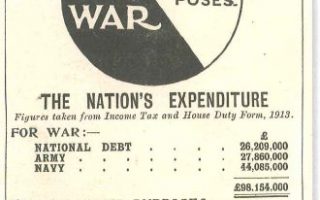 POSES.
WAR
THE NATION'S EXPENDITURE
Figures taken from Income Tax and House Duty Form, 1913.
FOR WAR:— £
NATIONAL DEBT . . . 26,209,000
ARMY . . . . . 27,860,000
NAVY . . . . . 44,085,000
£98.154.000